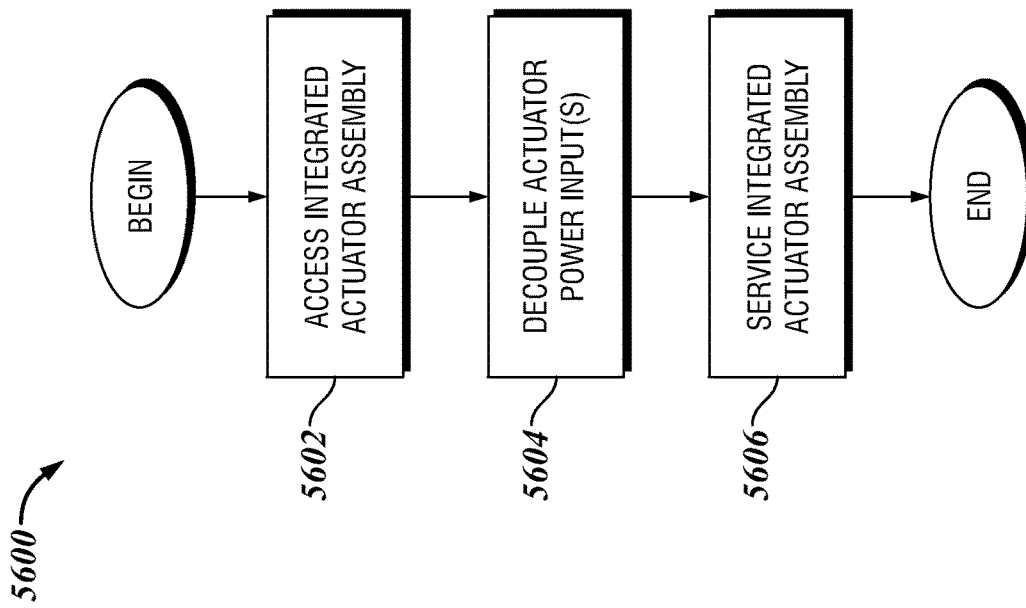 5600
BEGIN
5602
ACCESS INTEGRATED
ACTUATOR ASSEMBLY
5604
DECOUPLE ACTUATOR
POWER INPUT(S)
5606
SERVICE INTEGRATED
ACTUATOR ASSEMBLY
END